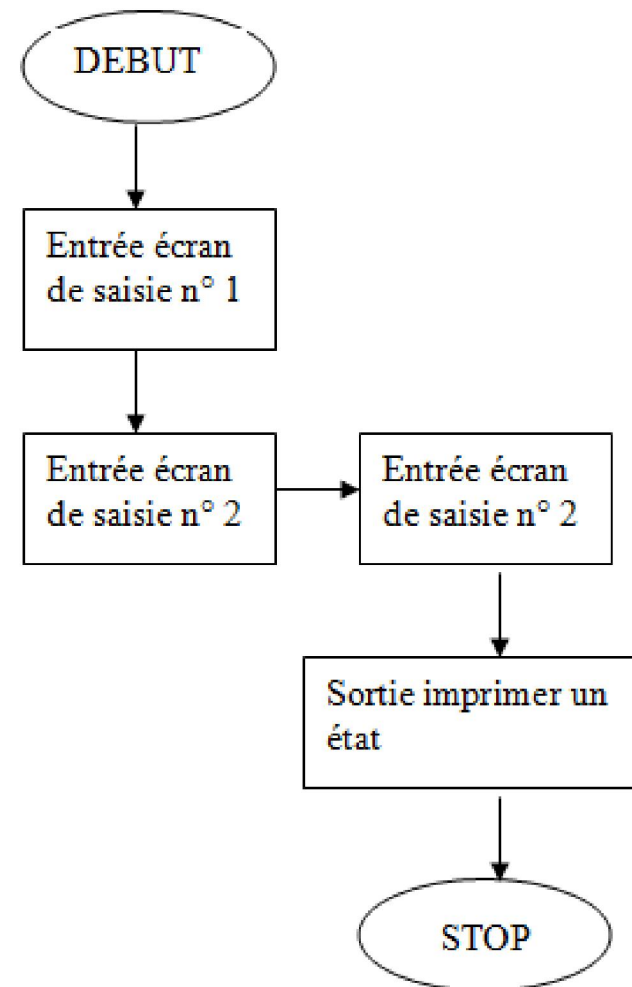 DEBUT
Entrée écran
de saisie n° 1
Entrée écran
de saisie n° 2
Entrée écran
de saisie n° 2
Sortie imprimer un
état
STOP